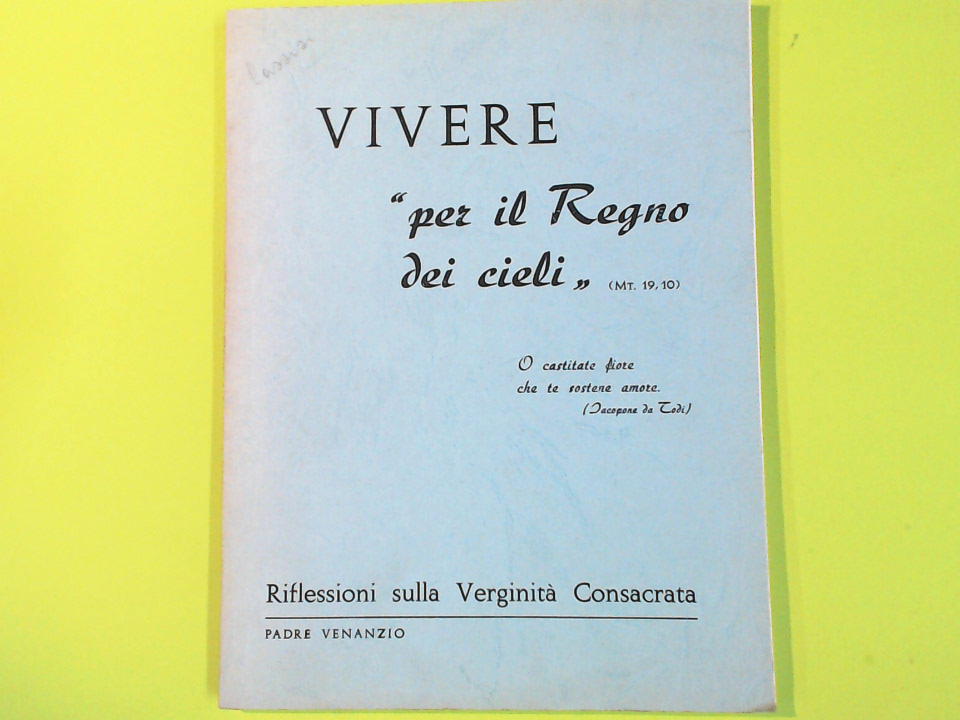 VIVERE
“per il Regno
dei cieli„ (MT. 19,10)
O castitate fiore
che te sostene amore.
(Jacopone da Todi)
Riflessioni sulla Verginità Consacrata
PADRE VENANZIO